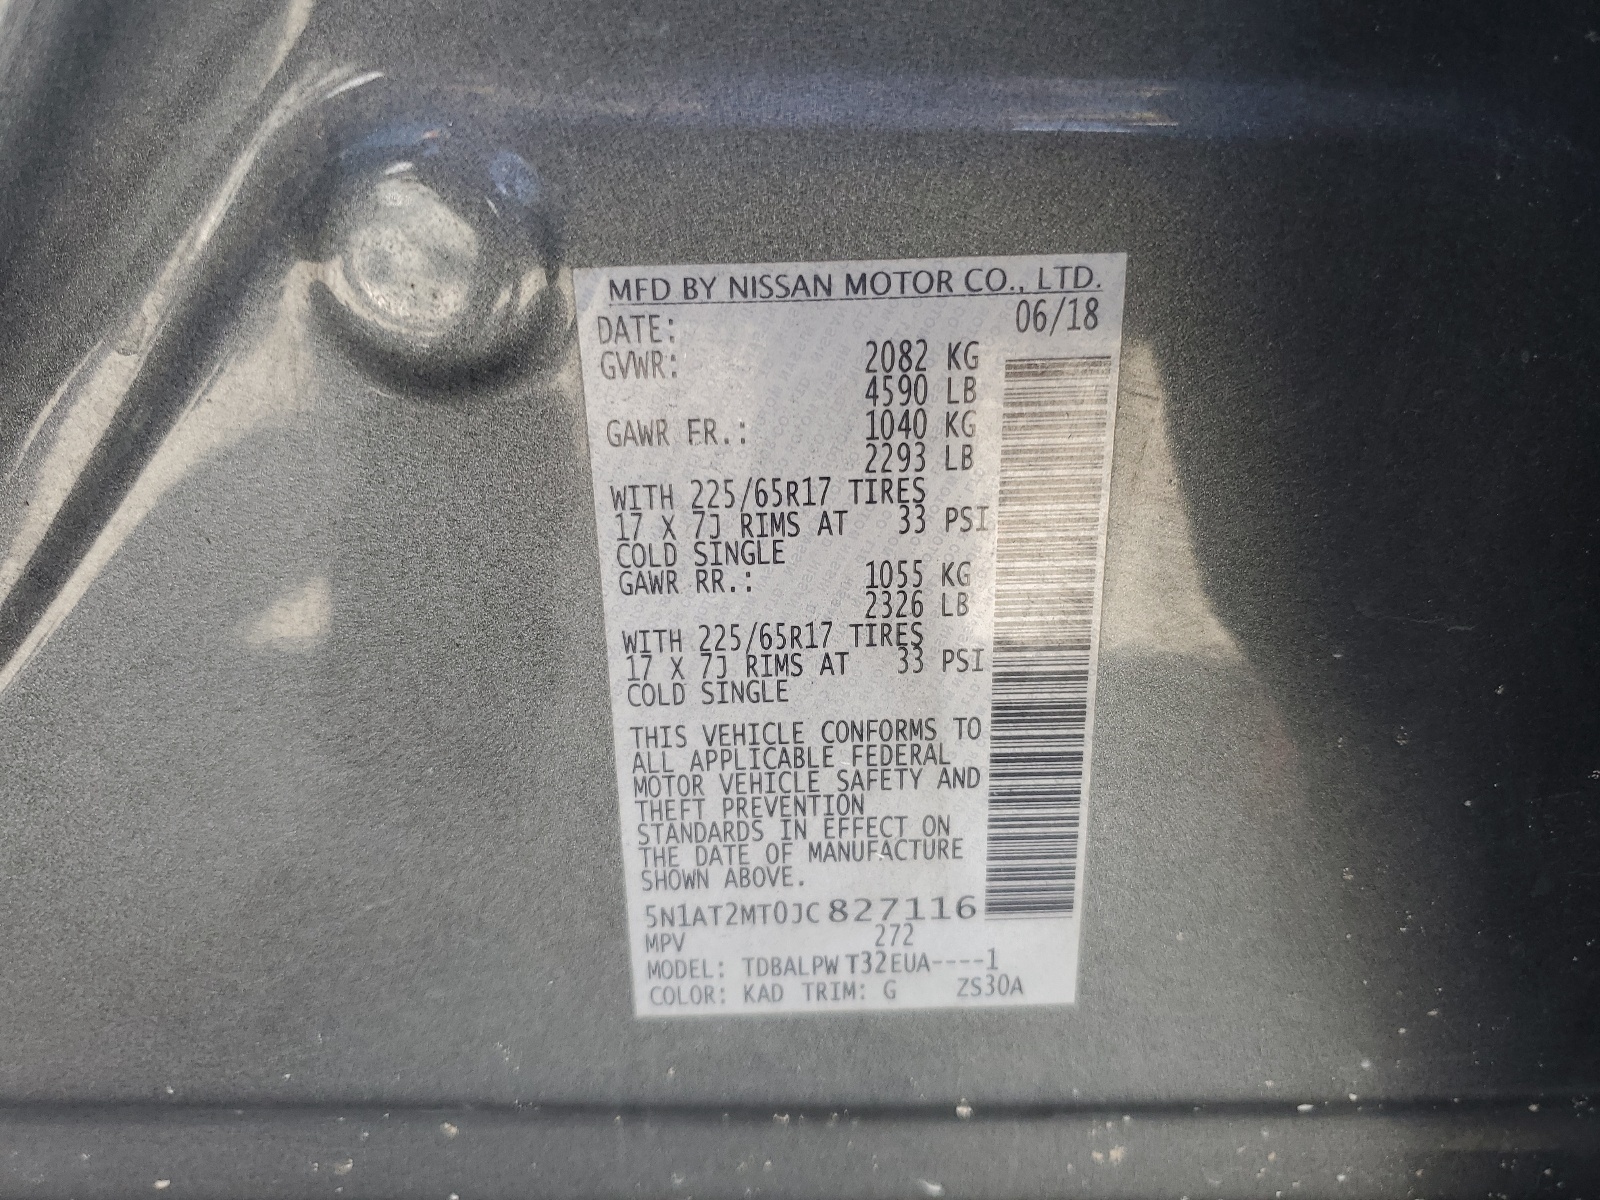 MFD BY NISSAN MOTOR CO., LTD.
DATE: 06/18
GVWR: 2082 KG
4590 LB
GAWR FR.: 1040 KG
2293 LB
WITH 225/65R17 TIRES
17 X 7J RIMS AT 33 PSI
COLD SINGLE
GAWR RR.: 1055 KG
2326 LB
WITH 225/65R17 TIRES
17 X 7J RIMS AT 33 PSI
COLD SINGLE
THIS VEHICLE CONFORMS TO
ALL APPLICABLE FEDERAL
MOTOR VEHICLE SAFETY AND
THEFT PREVENTION
STANDARDS IN EFFECT ON
THE DATE OF MANUFACTURE
SHOWN ABOVE.
5N1AT2MT0JC827116
MPV 272
MODEL: TDBALPW T32EUA----1
COLOR: KAD TRIM: G ZS30A